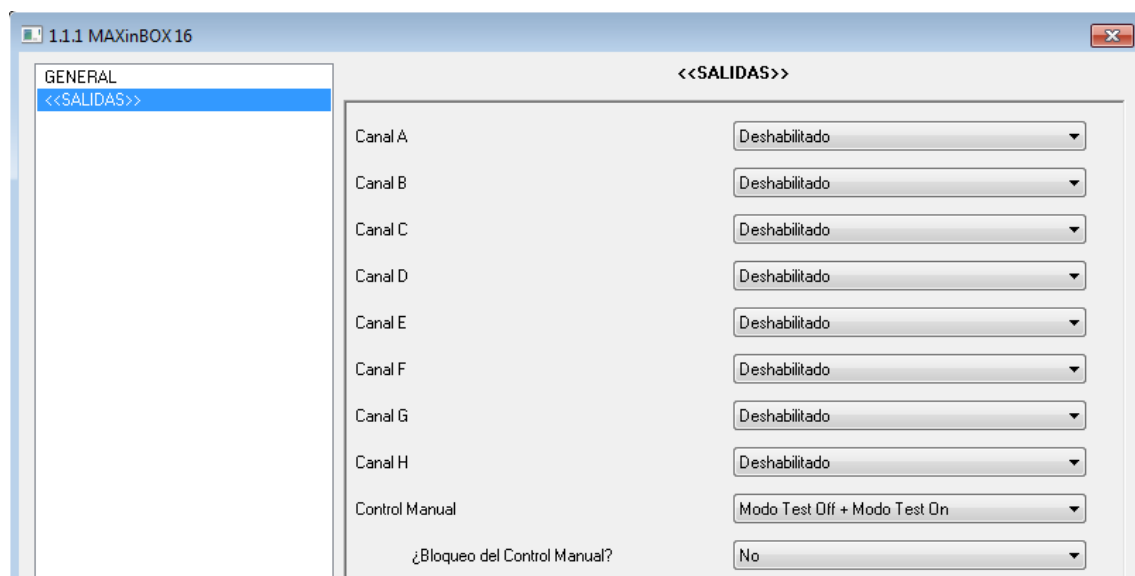 1.1.1 MAXinBOX 16
GENERAL
<<SALIDAS>>
<<SALIDAS>>
Canal A Deshabilitado
Canal B Deshabilitado
Canal C Deshabilitado
Canal D Deshabilitado
Canal E Deshabilitado
Canal F Deshabilitado
Canal G Deshabilitado
Canal H Deshabilitado
Control Manual Modo Test Off + Modo Test On
¿Bloqueo del Control Manual? No